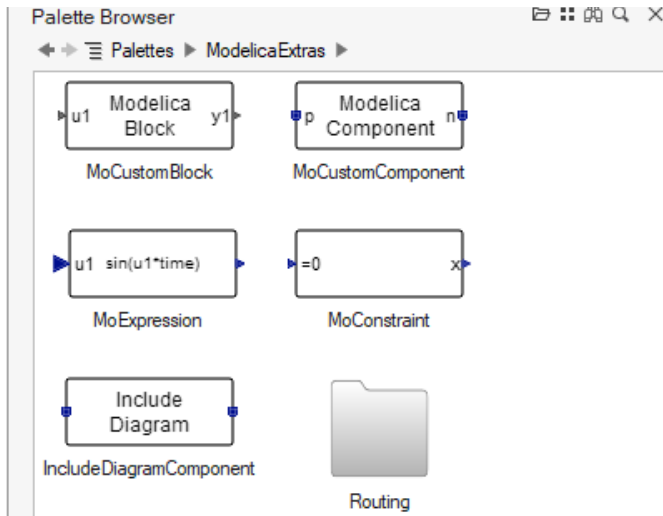 Palette Browser
Palettes ModelicaExtras
u1 Modelica Block y1
p Modelica Component n
MoCustomBlock MoCustomComponent
u1 sin(u1*time)
=0 x
MoExpression MoConstraint
Include
Diagram
IncludeDiagramComponent
Routing